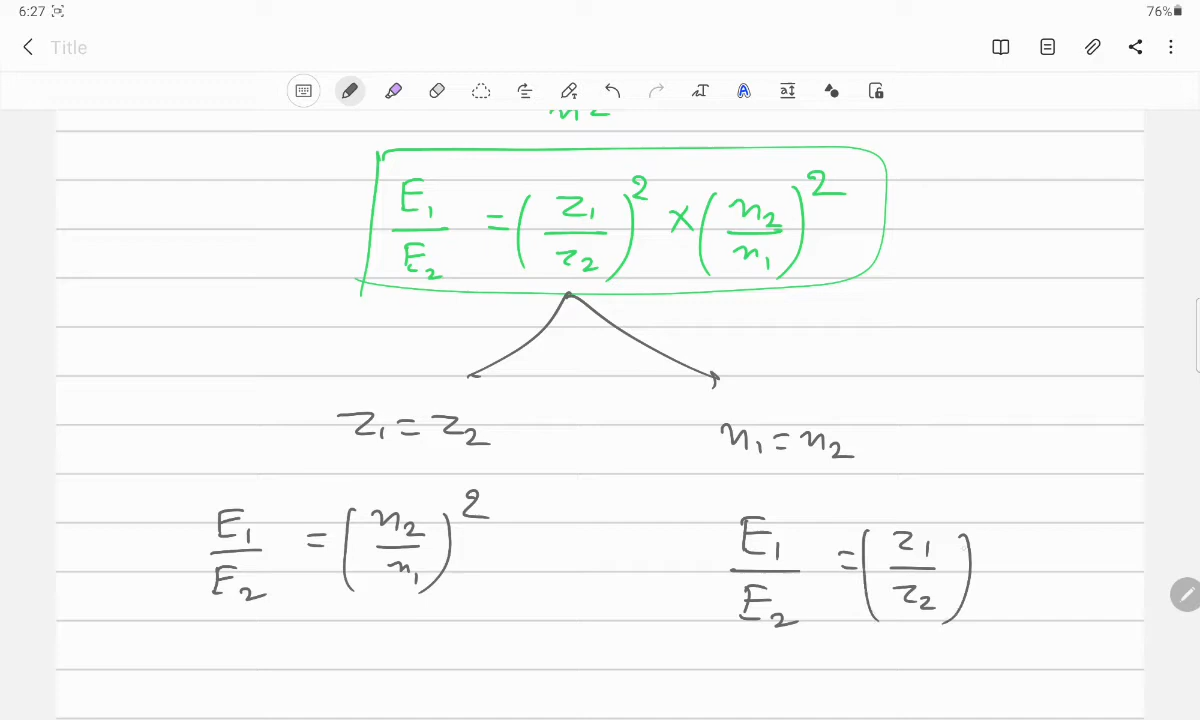 6:27 76%
Title
E₁/E₂ = (Z₁/Z₂)² × (n₂/n₁)²
Z₁ = Z₂ n₁ = n₂
E₁/E₂ = (n₂/n₁)² E₁/E₂ = (Z₁/Z₂)